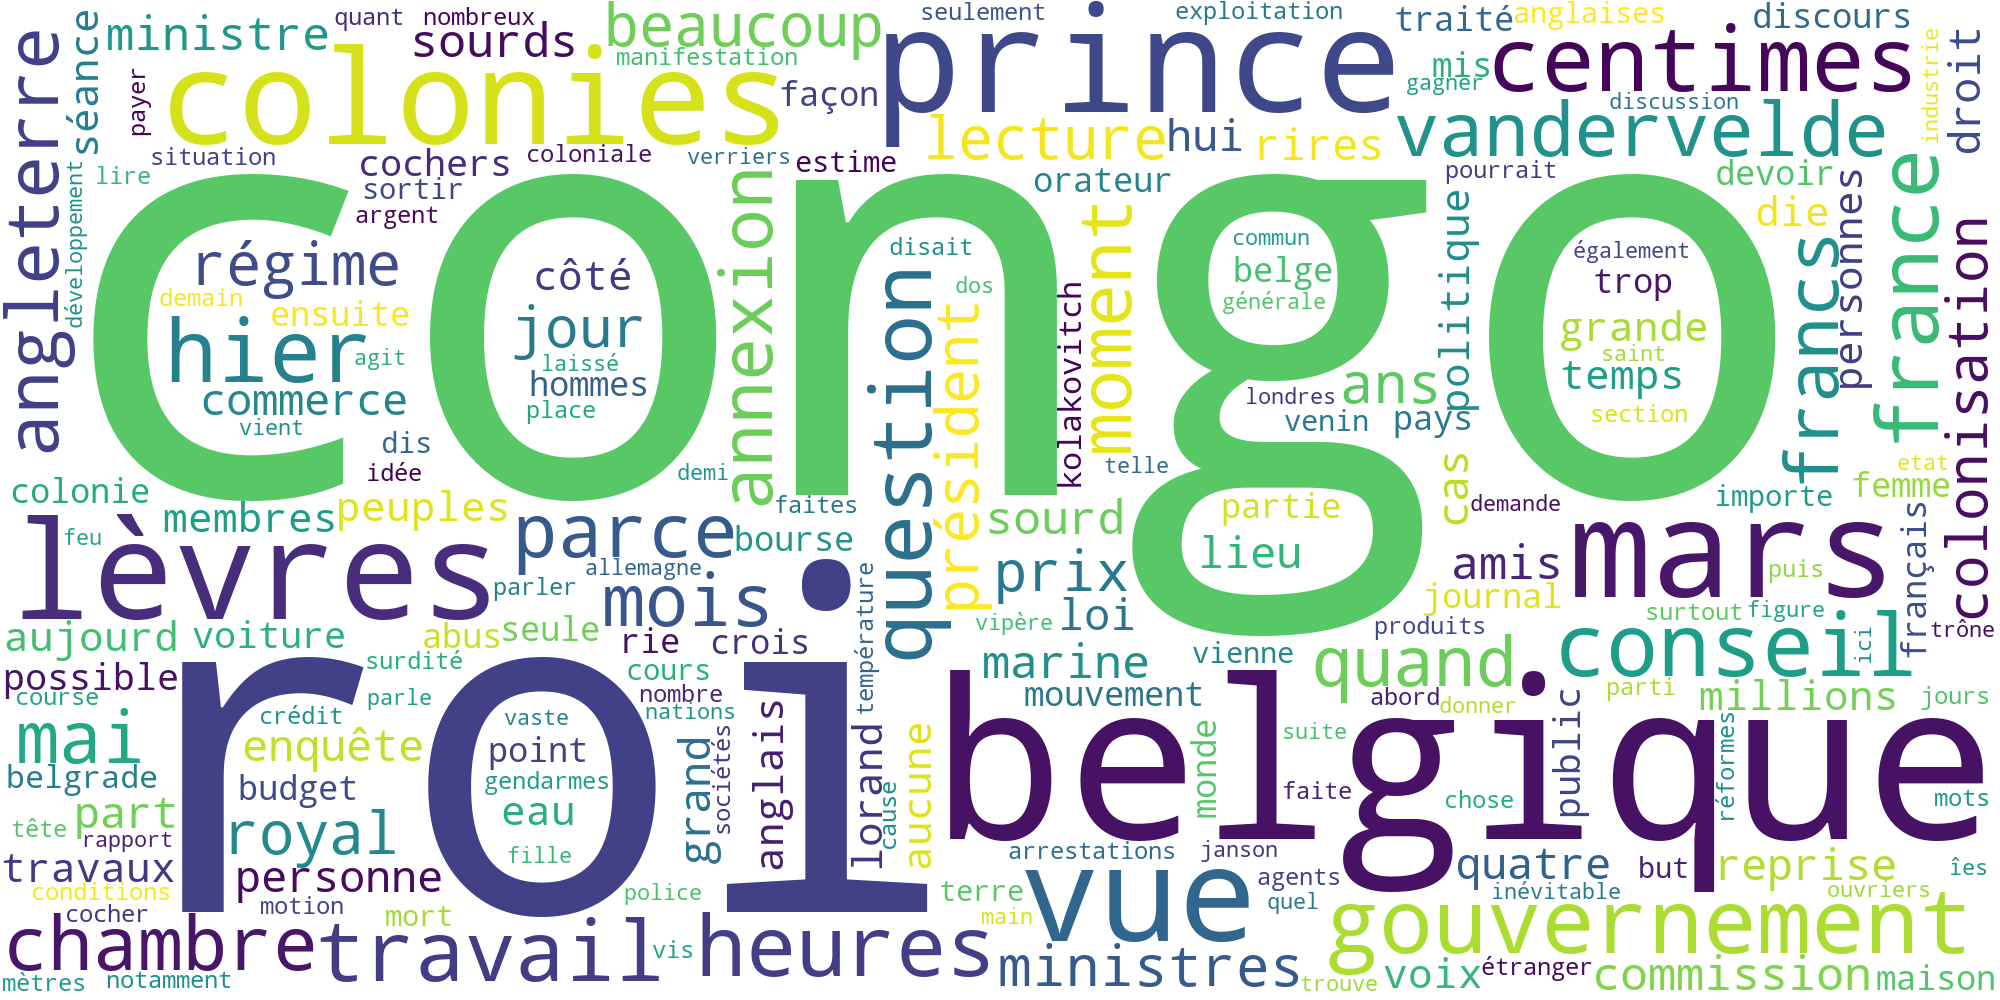 quant
nombreux
seulement
exploitation
traité
anglaises
discours
ministre
sourds
beaucoup
manifestation
prince
colonies
façon
mis
gagner
centimes
industrie
droit
angleterre
séance
payer
situation
cochers
coloniale
verriers
estime
lecture
hui
rires
discussion
vandervelde
lire
sortir
argent
orateur
pourrait
devoir
die
personnes
france
développement
congo
régime
demain
ensuite
hier
agit
commerce
vient
côté
jour
laissé
hommes
place
annexion
disait
question
dos
président
kolakovitch
moment
commun
belge
générale
londres
venin
ans
pays
politique
également
trop
grande
saint
temps
section
francs
colonisation
dis
idée
demi
telle
cas
demande
etat
importe
femme
colonie
membres
peuples
parce
faites
bourse
sourd
partie
lieu
feu
lèvres
allemagne
parler
mois
prix
vipère
loi
amis
journal
mars
puis
français
surtout
figure
trône
aujourd
voiture
abus
seule
rie
crois
température
produits
conseil
ici
possible
surdité
cours
marine
vienne
quand
course
parle
nombre
nations
mouvement
abord
donner
parti
millions
jours
mai
crédit
roi
vaste
enquête
point
gendarmes
belgrade
budget
eau
fille
grand
sociétés
anglais
lorand
cause
aucune
belgique
monde
suite
faite
chose
public
réformes
mots
part
tête
rapport
royal
travaux
personne
arrestations
janson
quatre
but
reprise
îes
conditions
motion
cocher
mort
police
terre
main
vue
agents
quel
inévitable
ouvriers
gouvernement
chambre
travail
vis
heures
ministres
mètres
notamment
trouve
voix
étranger
commission
maison